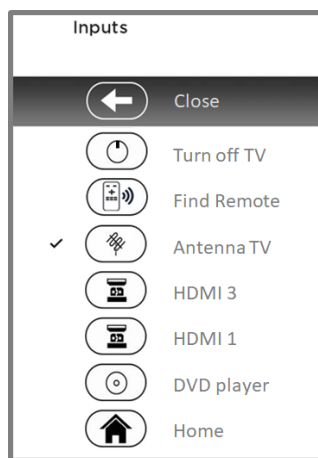 Inputs
Close
Turn off TV
Find Remote
Antenna TV
HDMI 3
HDMI 1
DVD player
Home